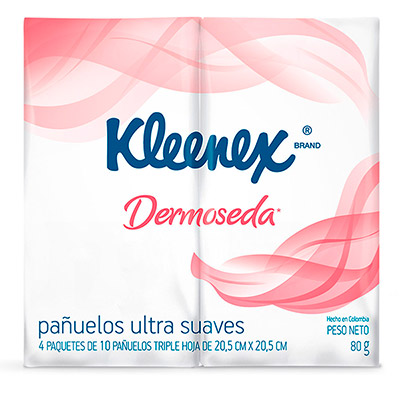 Kleenex®
BRAND
Dermoseda*
pañuelos ultra suaves
4 PAQUETES DE 10 PAÑUELOS TRIPLE HOJA DE 20,5 CM X 20,5 CM
Hecho en Colombia
PESO NETO
80 g